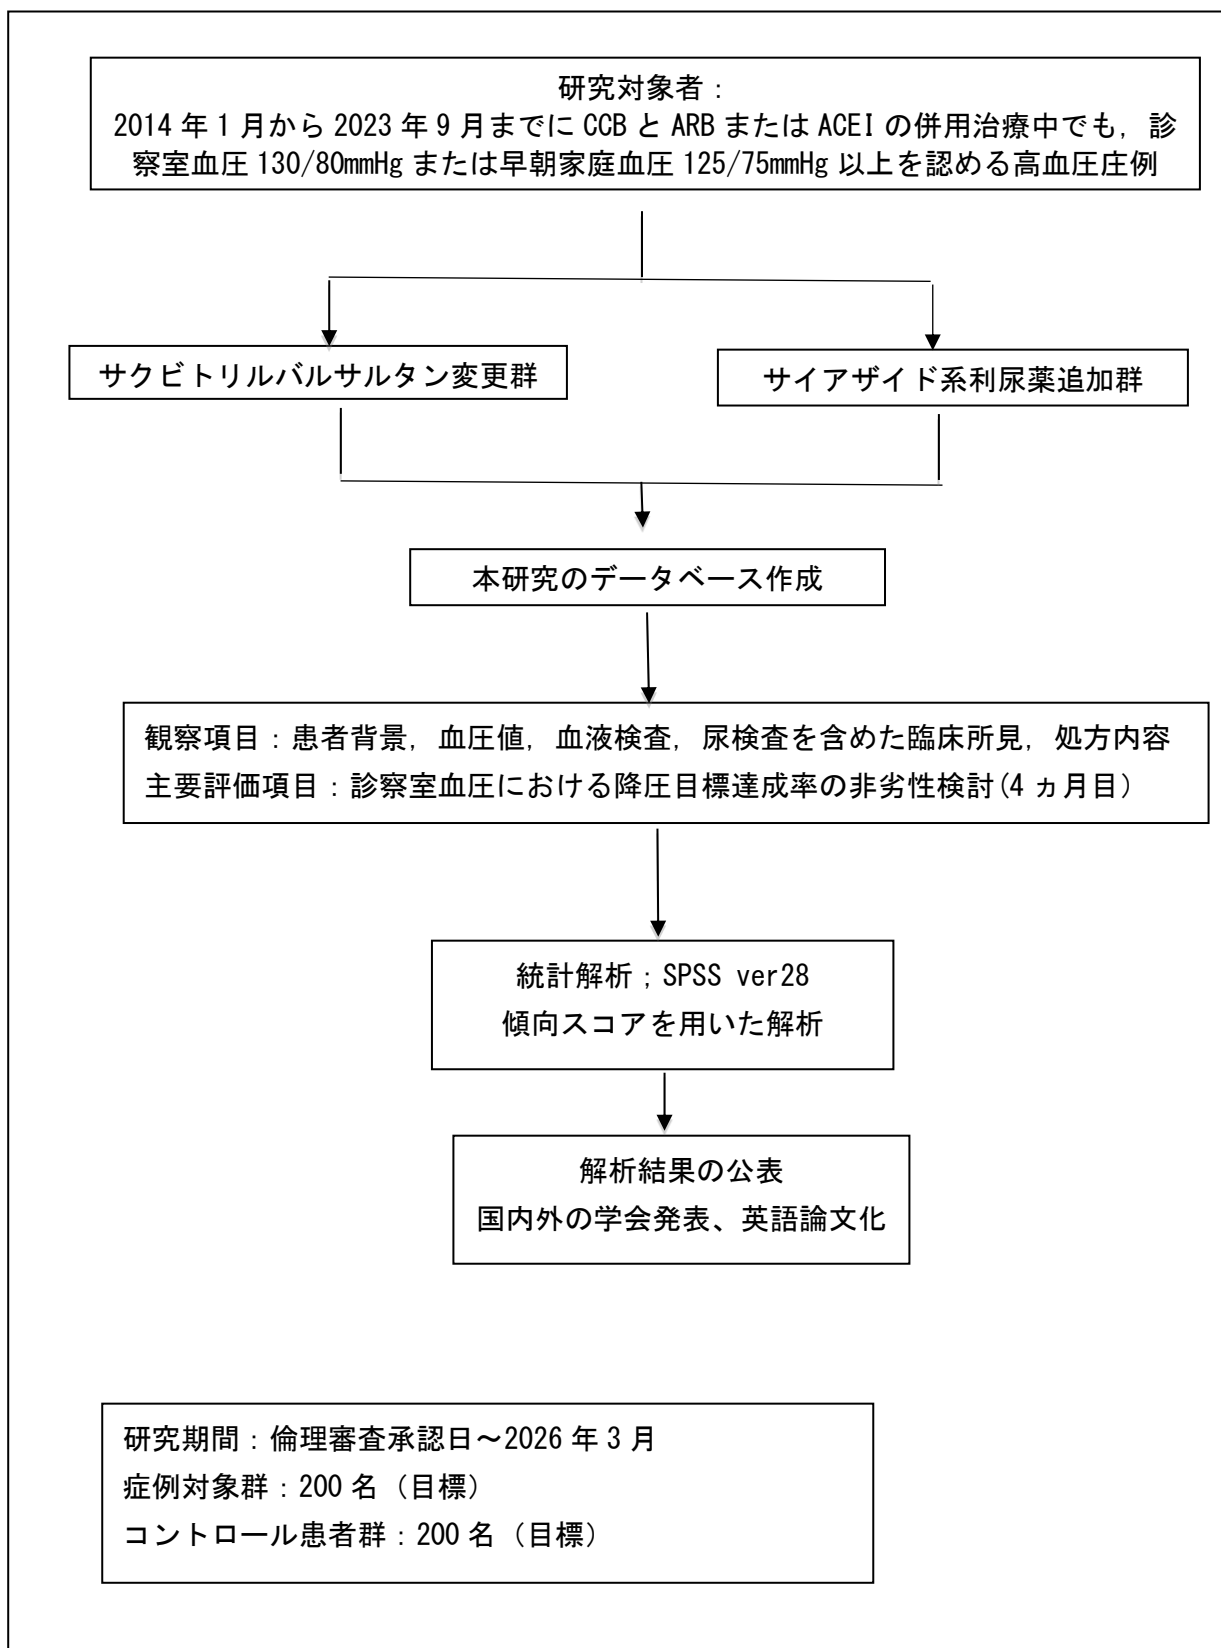 研究対象者：
2014 年 1 月から 2023 年 9 月までに CCB と ARB または ACEI の併用治療中でも，診
察室血圧 130/80mmHg または早朝家庭血圧 125/75mmHg 以上を認める高血圧庄例
サクビトリルバルサルタン変更群
サイアザイド系利尿薬追加群
本研究のデータベース作成
観察項目：患者背景，血圧値，血液検査，尿検査を含めた臨床所見，処方内容
主要評価項目：診察室血圧における降圧目標達成率の非劣性検討(4 ヵ月目)
統計解析；SPSS ver28
傾向スコアを用いた解析
解析結果の公表
国内外の学会発表、英語論文化
研究期間：倫理審査承認日～2026 年 3 月
症例対象群：200 名（目標）
コントロール患者群：200 名（目標）